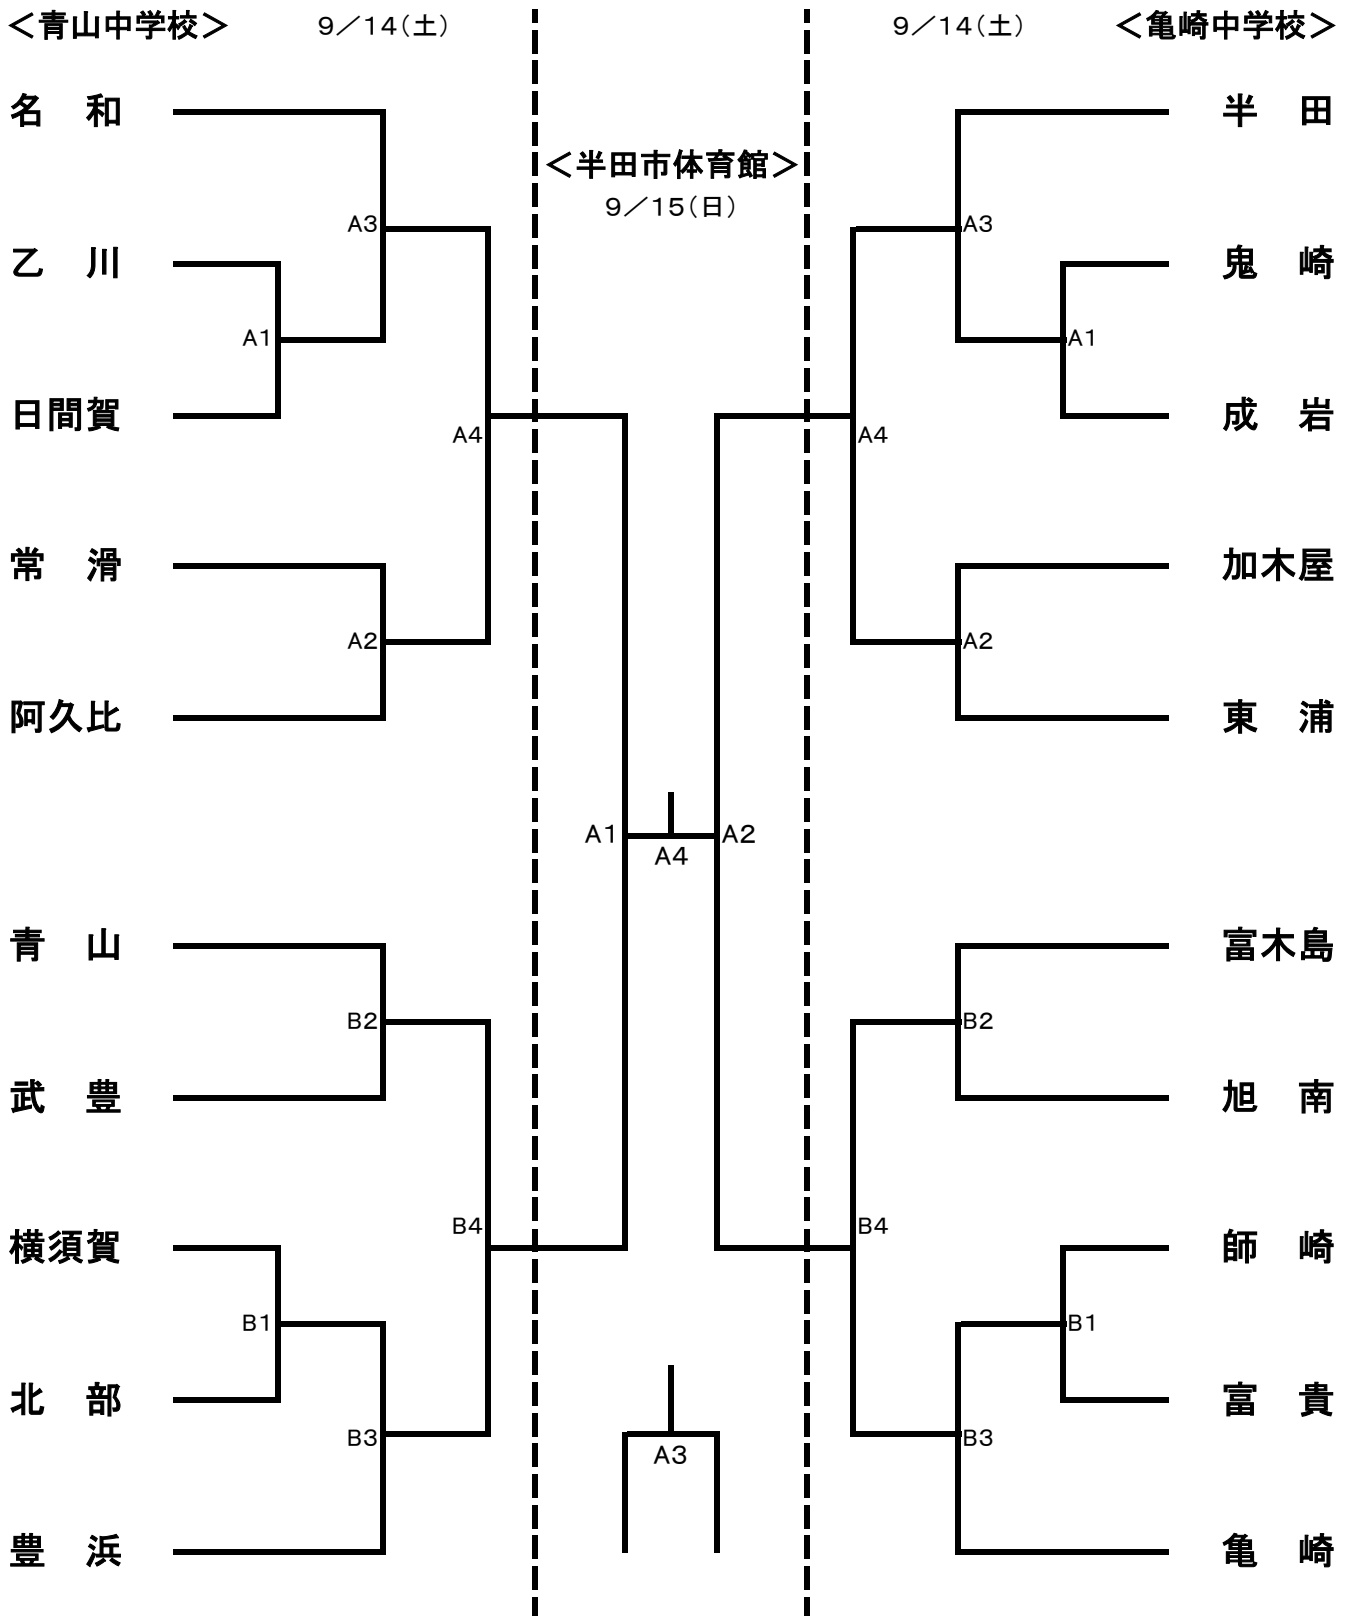 ＜青山中学校＞　9／14（土）
9／14（土）　＜亀崎中学校＞
＜半田市体育館＞
9／15（日）
名　和
A3
乙　川
A1
日間賀
A4
常　滑
A2
阿久比
青　山
B2
武　豊
B4
横須賀
B1
北　部
B3
豊　浜
A1
A4
A2
A3
半　田
A3
鬼　崎
A1
成　岩
A4
加木屋
A2
東　浦
富木島
B2
旭　南
B4
師　崎
B1
富　貴
B3
亀　崎